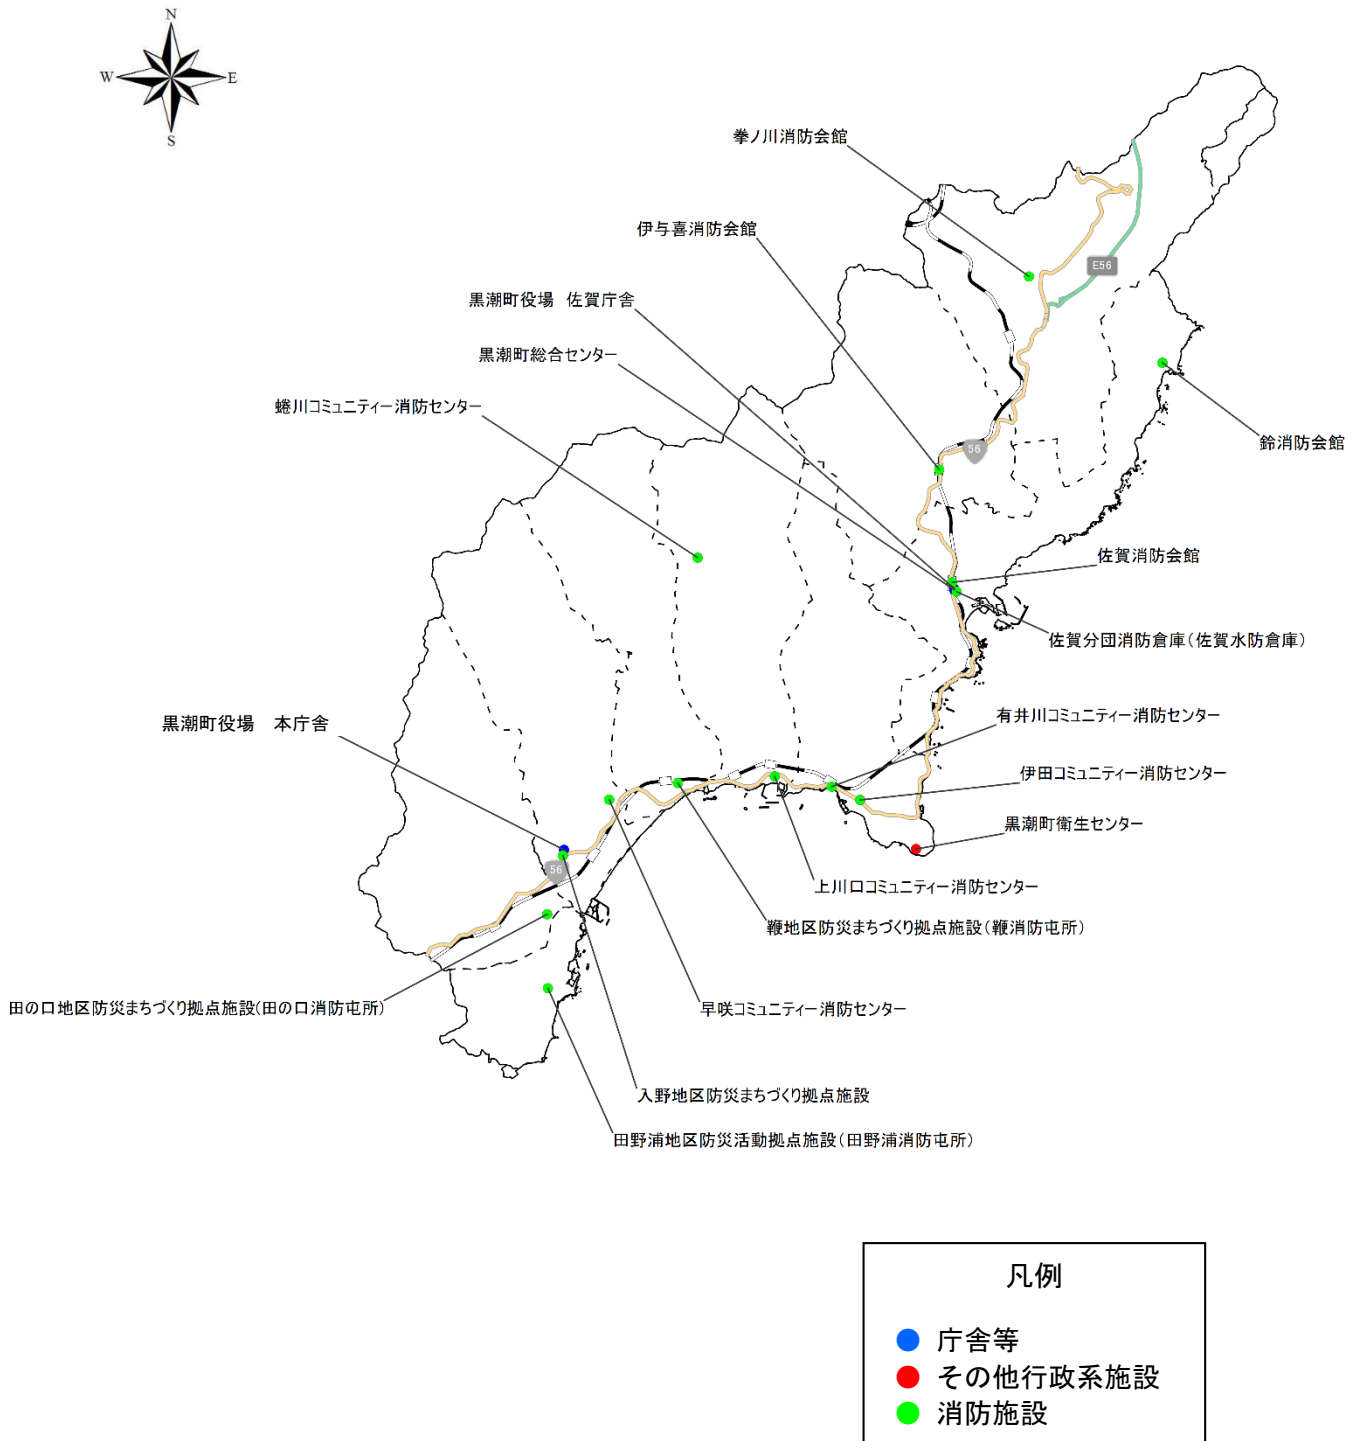 N
W
E
S
拳ノ川消防会館
伊与喜消防会館
E56
黒潮町役場　佐賀庁舎
黒潮町総合センター
蜷川コミュニティー消防センター
鈴消防会館
56
佐賀消防会館
佐賀分団消防倉庫（佐賀水防倉庫）
有井川コミュニティー消防センター
黒潮町役場　本庁舎
伊田コミュニティー消防センター
黒潮町衛生センター
56
上川口コミュニティー消防センター
鞭地区防災まちづくり拠点施設（鞭消防屯所）
田の口地区防災まちづくり拠点施設（田の口消防屯所）
早咲コミュニティー消防センター
入野地区防災まちづくり拠点施設
田野浦地区防災活動拠点施設（田野浦消防屯所）
凡例
庁舎等
その他行政系施設
消防施設